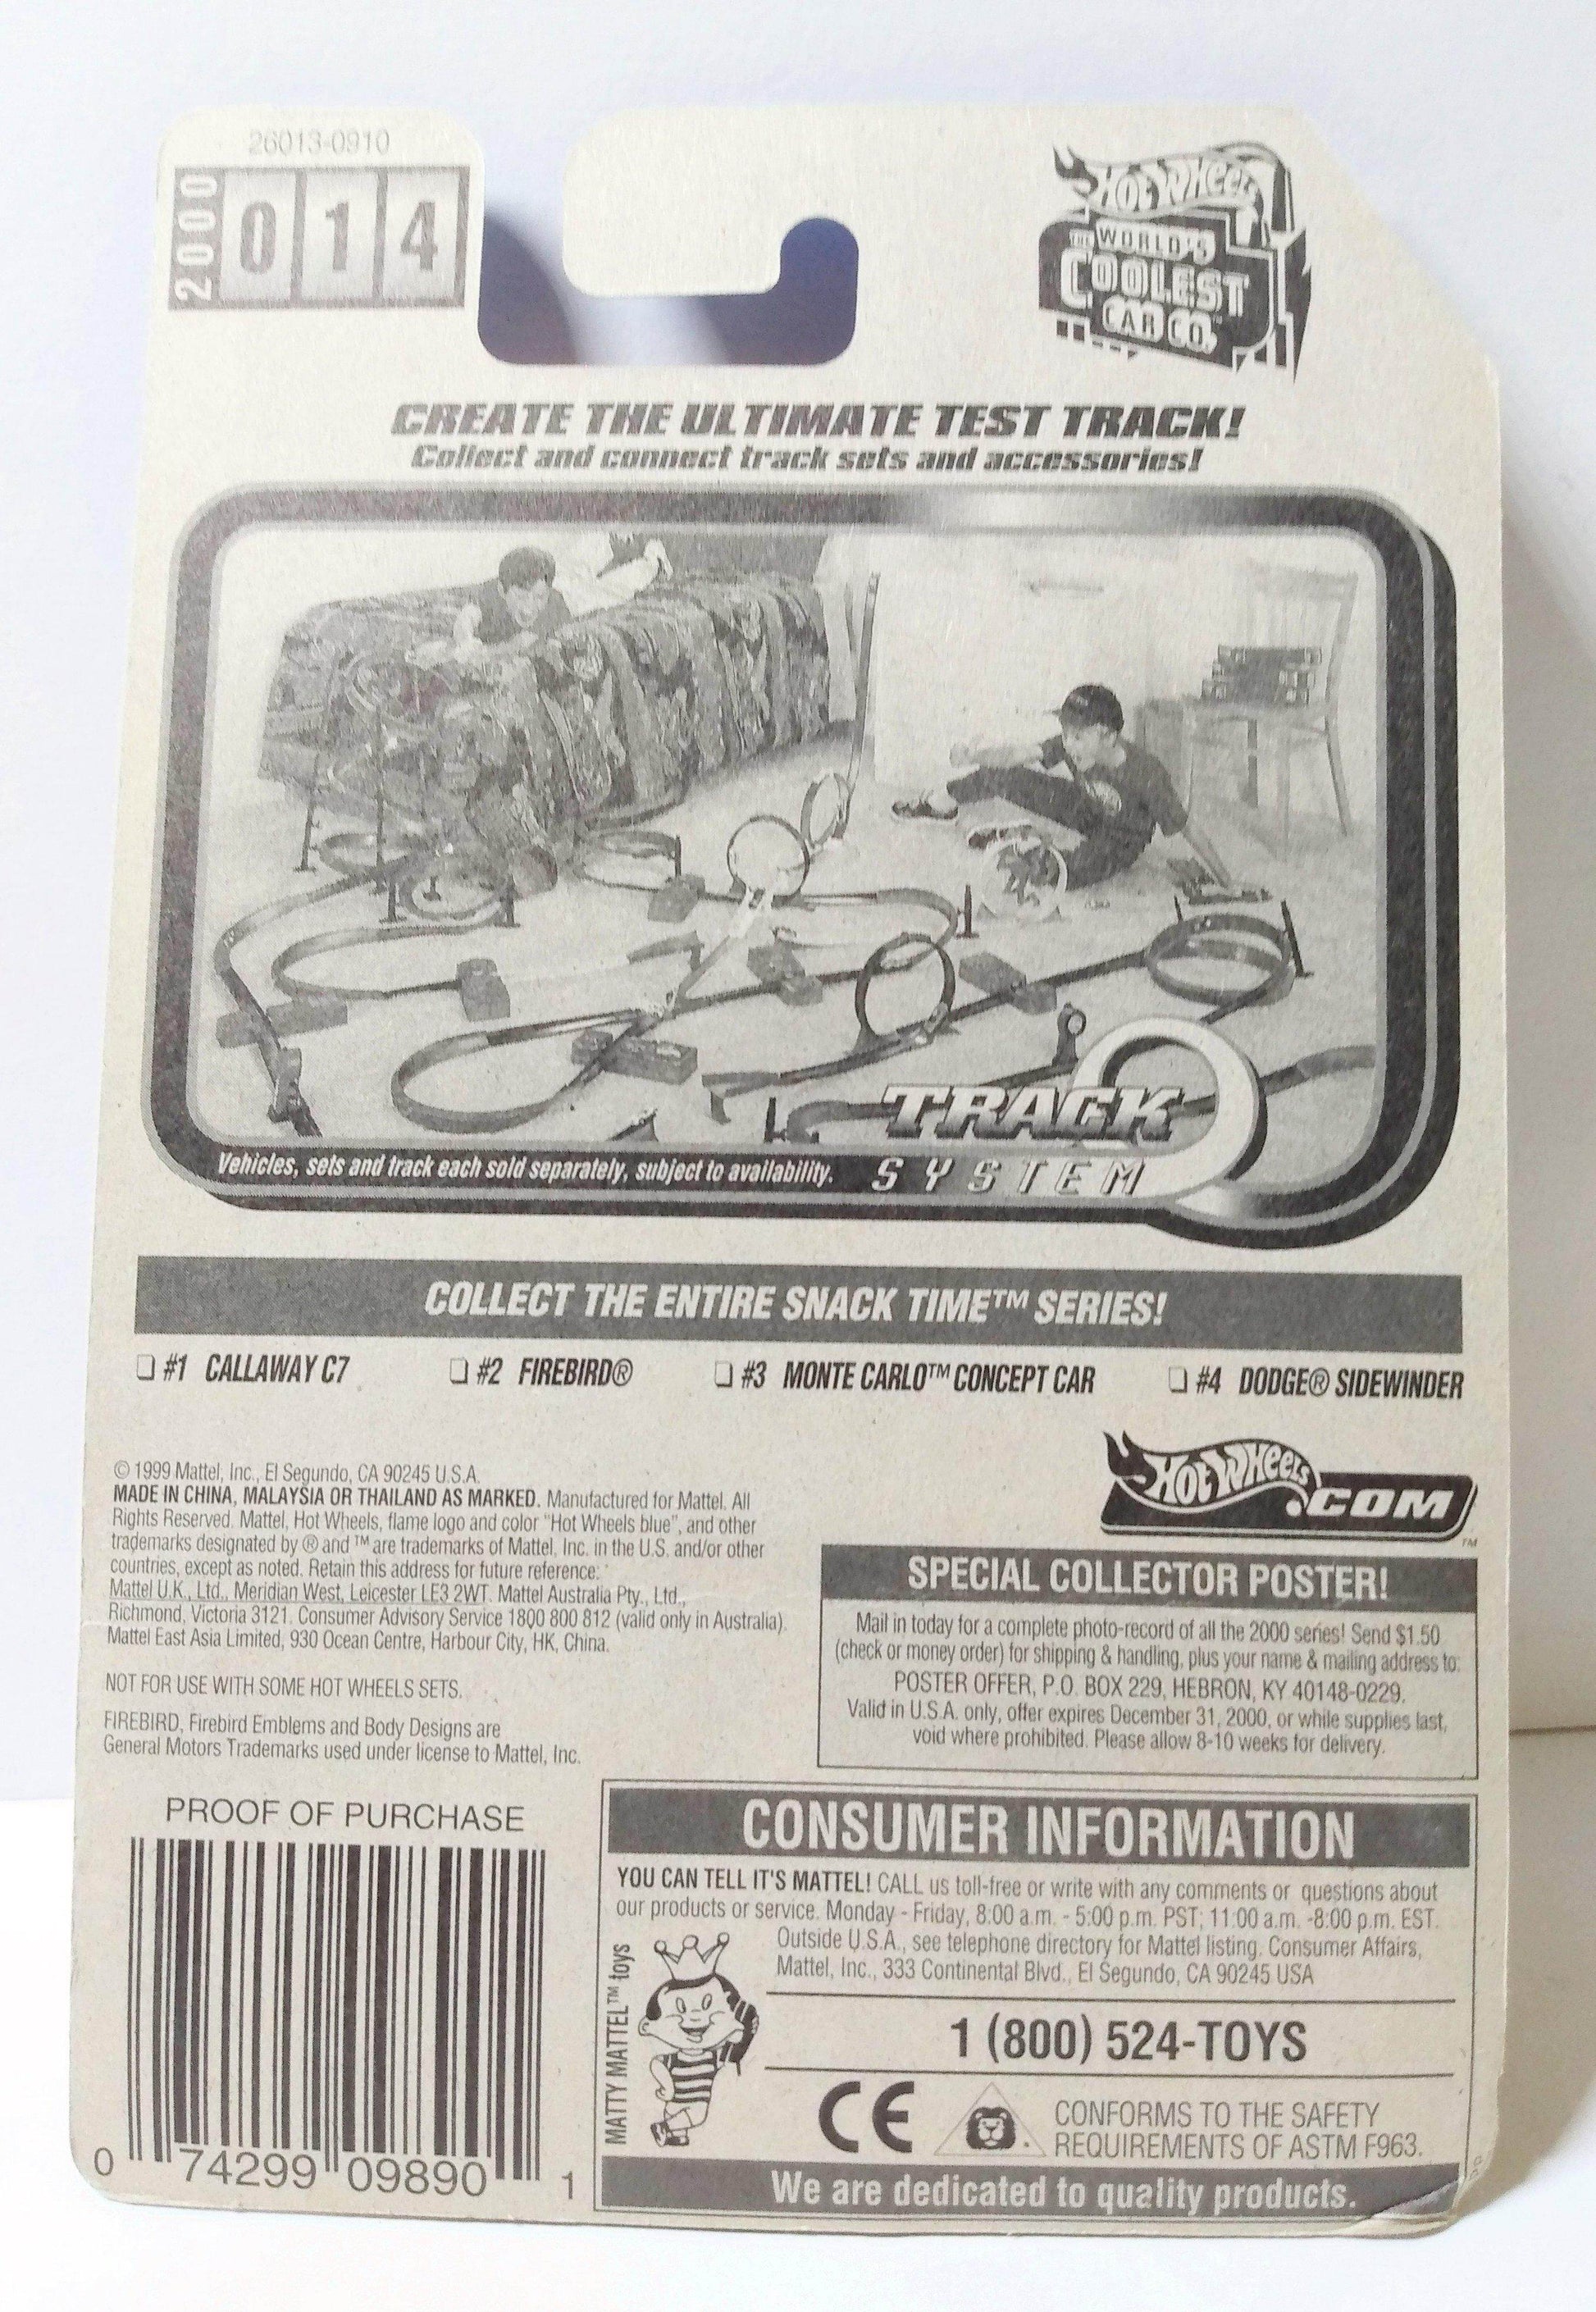 26013-0910
2000
014
HOT WHEELS
THE WORLD'S
COOLEST
CAR CO.™
CREATE THE ULTIMATE TEST TRACK!
Collect and connect track sets and accessories!
TRACK
SYSTEM
Vehicles, sets and track each sold separately, subject to availability.
COLLECT THE ENTIRE SNACK TIME™ SERIES!
❏ #1 CALLAWAY C7 ❏ #2 FIREBIRD® ❏ #3 MONTE CARLO™ CONCEPT CAR ❏ #4 DODGE® SIDEWINDER
© 1999 Mattel, Inc., El Segundo, CA 90245 U.S.A.
MADE IN CHINA, MALAYSIA OR THAILAND AS MARKED. Manufactured for Mattel. All
Rights Reserved. Mattel, Hot Wheels, flame logo and color "Hot Wheels blue", and other
trademarks designated by ® and ™ are trademarks of Mattel, Inc. in the U.S. and/or other
countries, except as noted. Retain this address for future reference:
Mattel U.K., Ltd., Meridian West, Leicester LE3 2WT. Mattel Australia Pty., Ltd.,
Richmond, Victoria 3121. Consumer Advisory Service 1800 800 812 (valid only in Australia).
Mattel East Asia Limited, 930 Ocean Centre, Harbour City, HK, China.
NOT FOR USE WITH SOME HOT WHEELS SETS.
FIREBIRD, Firebird Emblems and Body Designs are
General Motors Trademarks used under license to Mattel, Inc.
HOT WHEELS.COM™
SPECIAL COLLECTOR POSTER!
Mail in today for a complete photo-record of all the 2000 series! Send $1.50
(check or money order) for shipping & handling, plus your name & mailing address to:
POSTER OFFER, P.O. BOX 229, HEBRON, KY 40148-0229.
Valid in U.S.A. only, offer expires December 31, 2000, or while supplies last,
void where prohibited. Please allow 8-10 weeks for delivery.
PROOF OF PURCHASE
0 74299 09890 1
CONSUMER INFORMATION
YOU CAN TELL IT'S MATTEL! CALL us toll-free or write with any comments or questions about
our products or service. Monday - Friday, 8:00 a.m. - 5:00 p.m. PST; 11:00 a.m. -8:00 p.m. EST.
Outside U.S.A., see telephone directory for Mattel listing. Consumer Affairs,
Mattel, Inc., 333 Continental Blvd., El Segundo, CA 90245 USA
MATTY MATTEL™ toys
1 (800) 524-TOYS
CE
CONFORMS TO THE SAFETY
REQUIREMENTS OF ASTM F963.
We are dedicated to quality products.